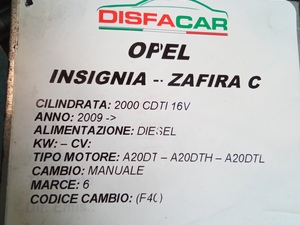 DISFACAR
OPEL
INSIGNIA -- ZAFIRA C
CILINDRATA: 2000 CDTI 16V
ANNO: 2009 ->
ALIMENTAZIONE: DIESEL
KW: – CV:
TIPO MOTORE: A20DT – A20DTH – A20DTL
CAMBIO: MANUALE
MARCE: 6
CODICE CAMBIO: (F40)